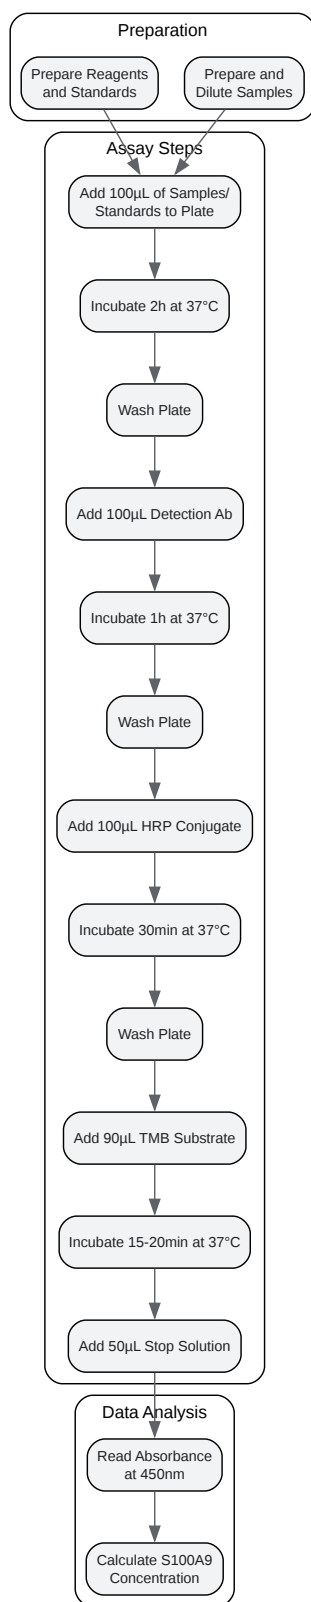 Preparation
Prepare Reagents
and Standards
Prepare and
Dilute Samples
Assay Steps
Add 100µL of Samples/
Standards to Plate
Incubate 2h at 37°C
Wash Plate
Add 100µL Detection Ab
Incubate 1h at 37°C
Wash Plate
Add 100µL HRP Conjugate
Incubate 30min at 37°C
Wash Plate
Add 90µL TMB Substrate
Incubate 15-20min at 37°C
Add 50µL Stop Solution
Data Analysis
Read Absorbance
at 450nm
Calculate S100A9
Concentration